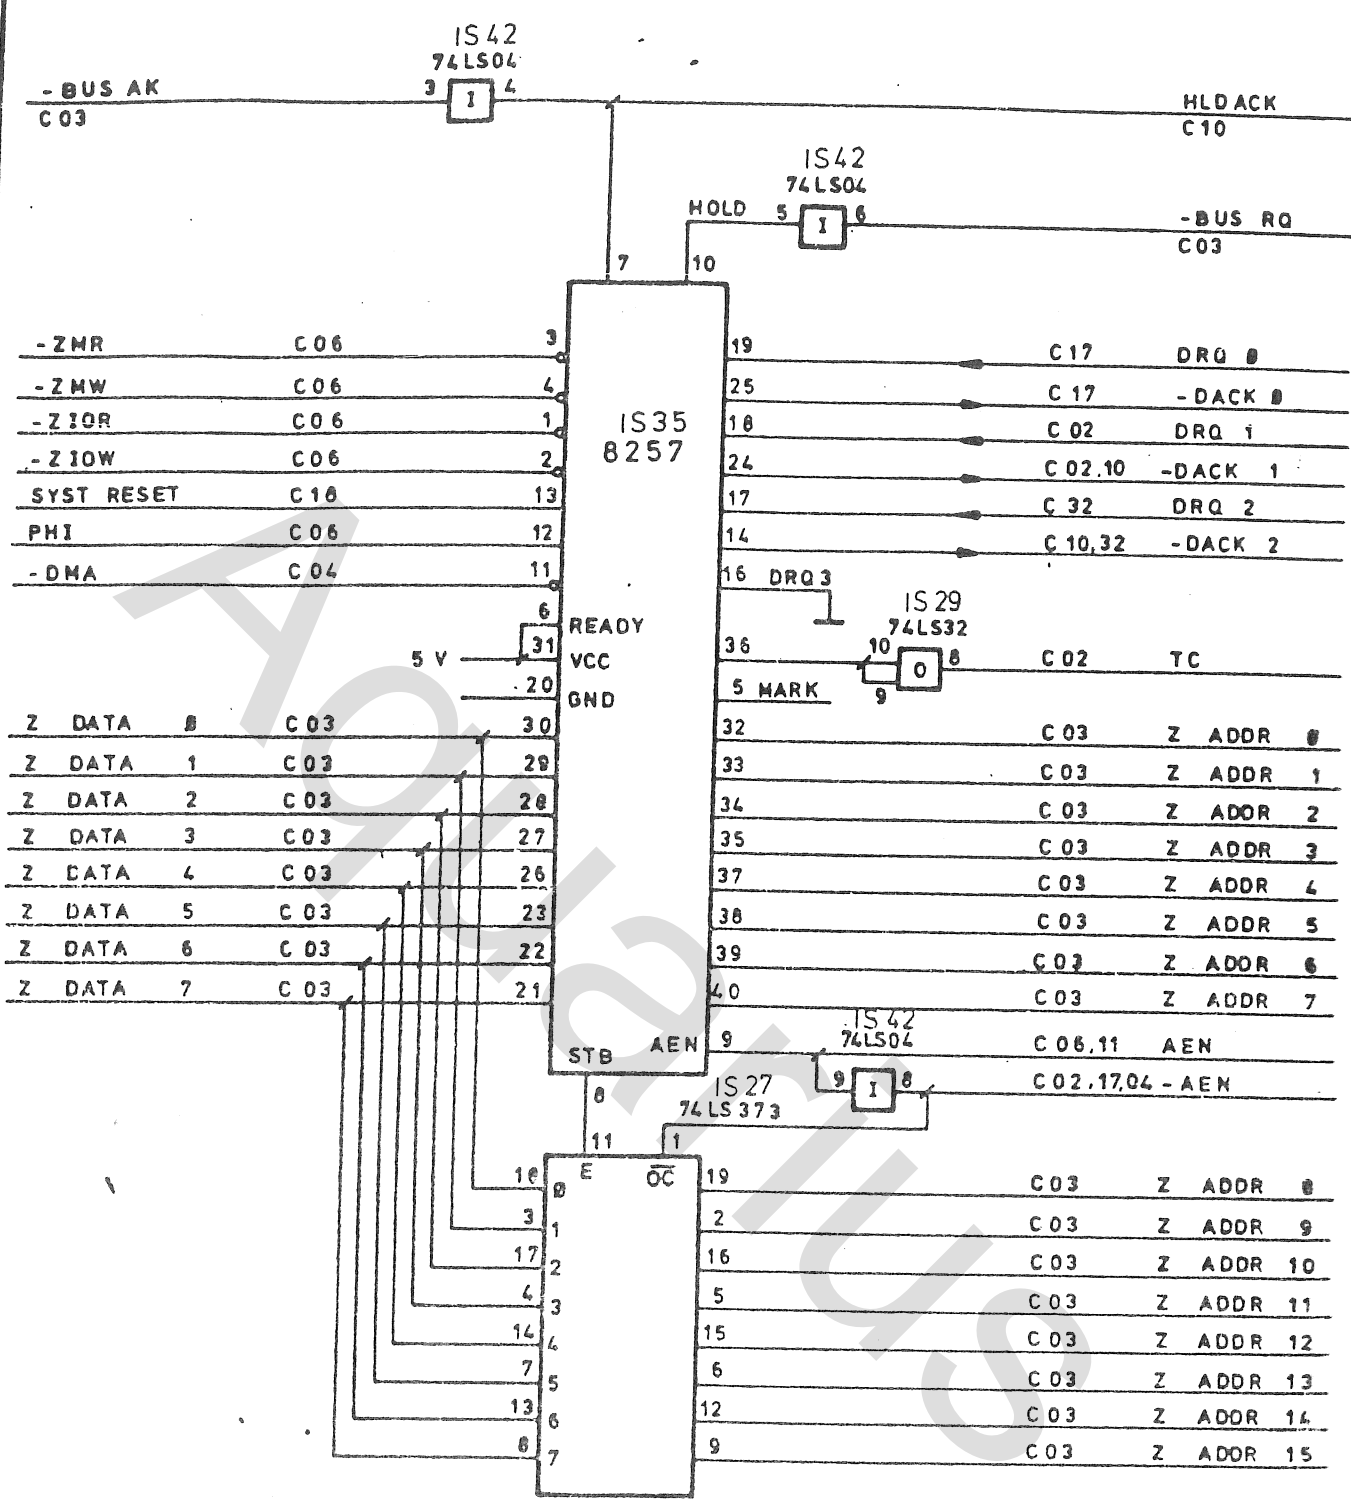 IS42
74LS04
-BUS AK 3 I 4
C03
HLDACK
C10
IS42
74LS04
HOLD 5 I 6
-BUS RQ
C03
7 10
-ZMR C06 3
-ZMW C06 4
-ZIOR C06 1
-ZIOW C06 2
SYST RESET C18 13
PHI C06 12
-DMA C04 11
6 READY
5 V 31 VCC
20 GND
IS35
8257
19 C17 DRQ 0
25 C17 -DACK 0
18 C02 DRQ 1
24 C02.10 -DACK 1
17 C32 DRQ 2
14 C10,32 -DACK 2
16 DRQ3
IS29
74LS32
36 10 O 8 C02 TC
9
5 MARK
Z DATA 0 C03 30
Z DATA 1 C03 29
Z DATA 2 C03 28
Z DATA 3 C03 27
Z DATA 4 C03 26
Z DATA 5 C03 23
Z DATA 6 C03 22
Z DATA 7 C03 21
32 C03 Z ADDR 0
33 C03 Z ADDR 1
34 C03 Z ADDR 2
35 C03 Z ADDR 3
37 C03 Z ADDR 4
38 C03 Z ADDR 5
39 C03 Z ADDR 6
40 C03 Z ADDR 7
IS42
74LS04
STB AEN 9 C06,11 AEN
9 I 8 C02,17,04 -AEN
8
IS27
74LS373
11 1
E OC
18 0
3 1
17 2
4 3
14 4
7 5
13 6
8 7
19 C03 Z ADDR 8
2 C03 Z ADDR 9
16 C03 Z ADDR 10
5 C03 Z ADDR 11
15 C03 Z ADDR 12
6 C03 Z ADDR 13
12 C03 Z ADDR 14
9 C03 Z ADDR 15
Aquarius